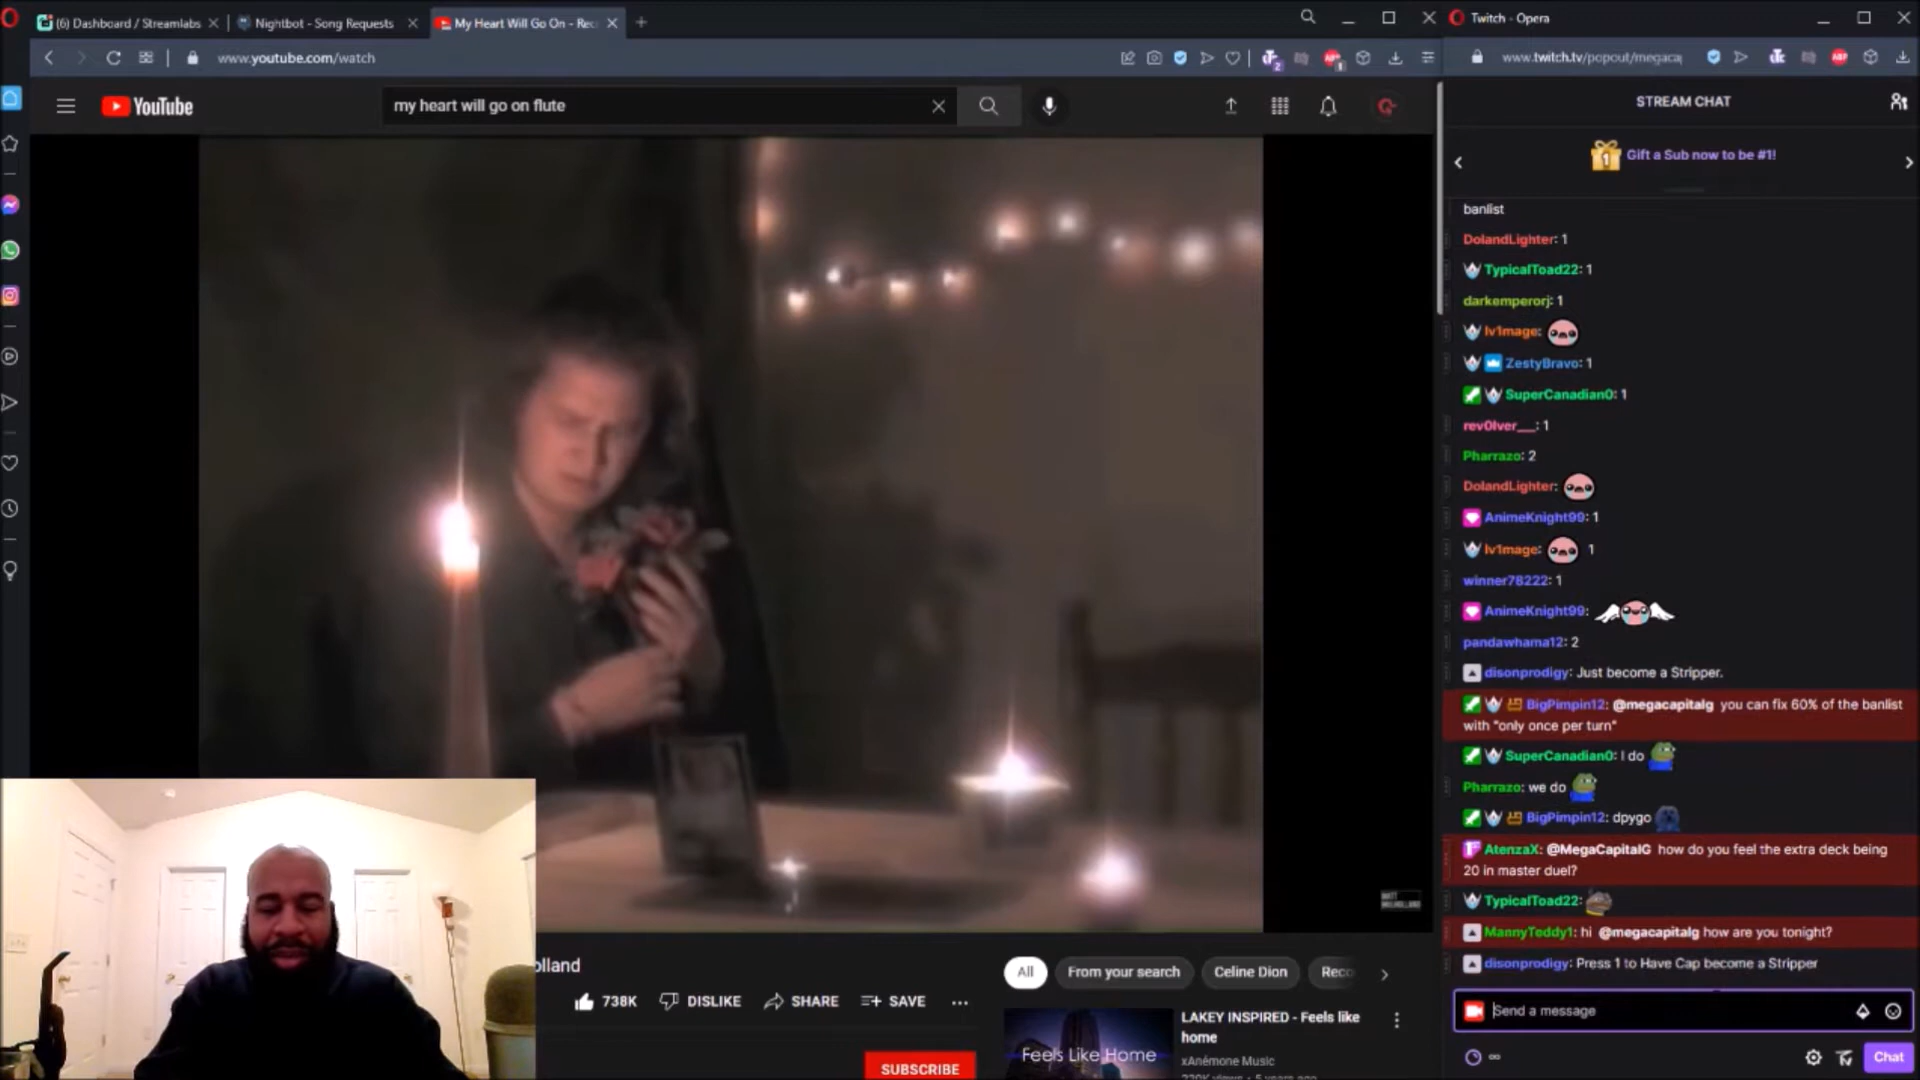 (6) Dashboard / Streamlabs
Nightbot - Song Requests
My Heart Will Go On - Rec
Twitch - Opera
www.youtube.com/watch
www.twitch.tv/popout/megaca
YouTube
my heart will go on flute
STREAM CHAT
Gift a Sub now to be #1!
banlist
DolandLighter: 1
TypicalToad22: 1
darkemperorj: 1
lv1mage:
ZestyBravo: 1
SuperCanadian0: 1
rev0lver__: 1
Pharrazo: 2
DolandLighter:
AnimeKnight99: 1
lv1mage: 1
winner78222: 1
AnimeKnight99:
pandawhama12: 2
disonprodigy: Just become a Stripper.
BigPimpin12: @megacapitalg you can fix 60% of the banlist
with "only once per turn"
SuperCanadian0: I do
Pharrazo: we do
BigPimpin12: dpygo
AtenzaX: @MegaCapitalG how do you feel the extra deck being
20 in master duel?
TypicalToad22:
MannyTeddy1: hi @megacapitalg how are you tonight?
disonprodigy: Press 1 to Have Cap become a Stripper
Send a message
Chat
olland
738K
DISLIKE
SHARE
SAVE
SUBSCRIBE
All
From your search
Celine Dion
Reco
LAKEY INSPIRED - Feels like
home
xAnémone Music
Feels Like Home